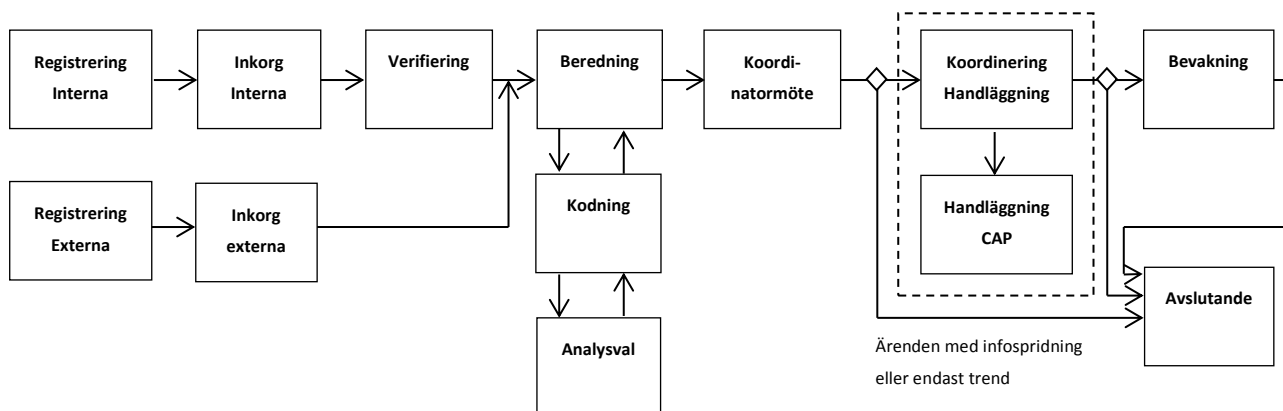 Registrering
Interna
Inkorg
Interna
Verifiering
Beredning
Koordi-
natormöte
Koordinering
Handläggning
Bevakning
Registrering
Externa
Inkorg
externa
Kodning
Handläggning
CAP
Avslutande
Analysval
Ärenden med infospridning
eller endast trend